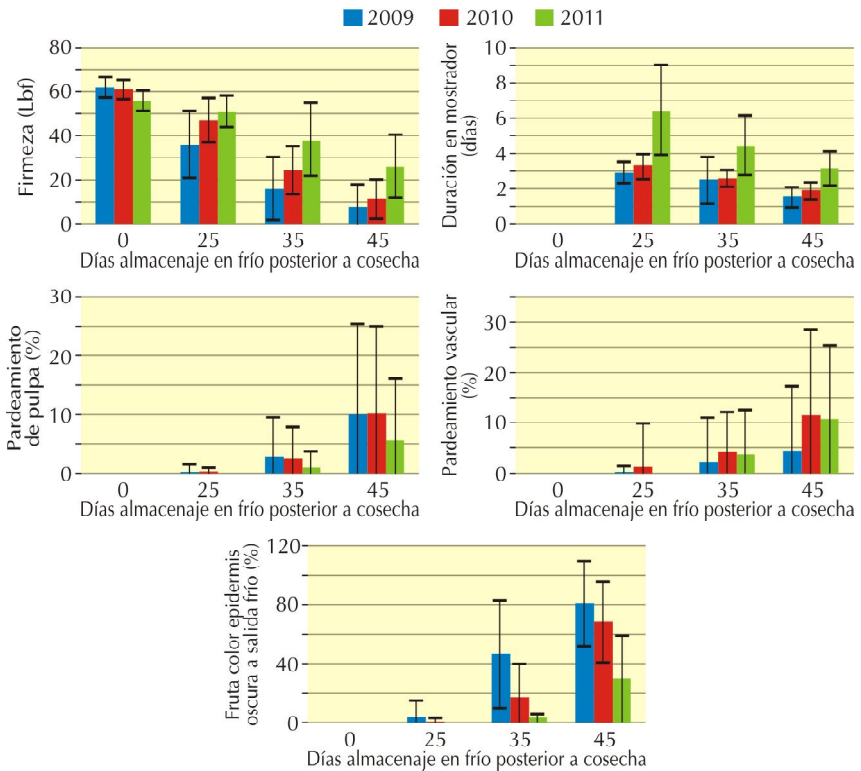 2009 2010 2011
Firmeza (Lbf)
80
60
40
20
0
0 25 35 45
Días almacenaje en frío posterior a cosecha
Duración en mostrador
(días)
10
8
6
4
2
0
0 25 35 45
Días almacenaje en frío posterior a cosecha
Pardeamiento
de pulpa (%)
30
20
10
0
0 25 35 45
Días almacenaje en frío posterior a cosecha
Pardeamiento vascular
(%)
35
30
20
10
0
0 25 35 45
Días almacenaje en frío posterior a cosecha
Fruta color epidermis
oscura a salida frío (%)
120
80
40
0
0 25 35 45
Días almacenaje en frío posterior a cosecha